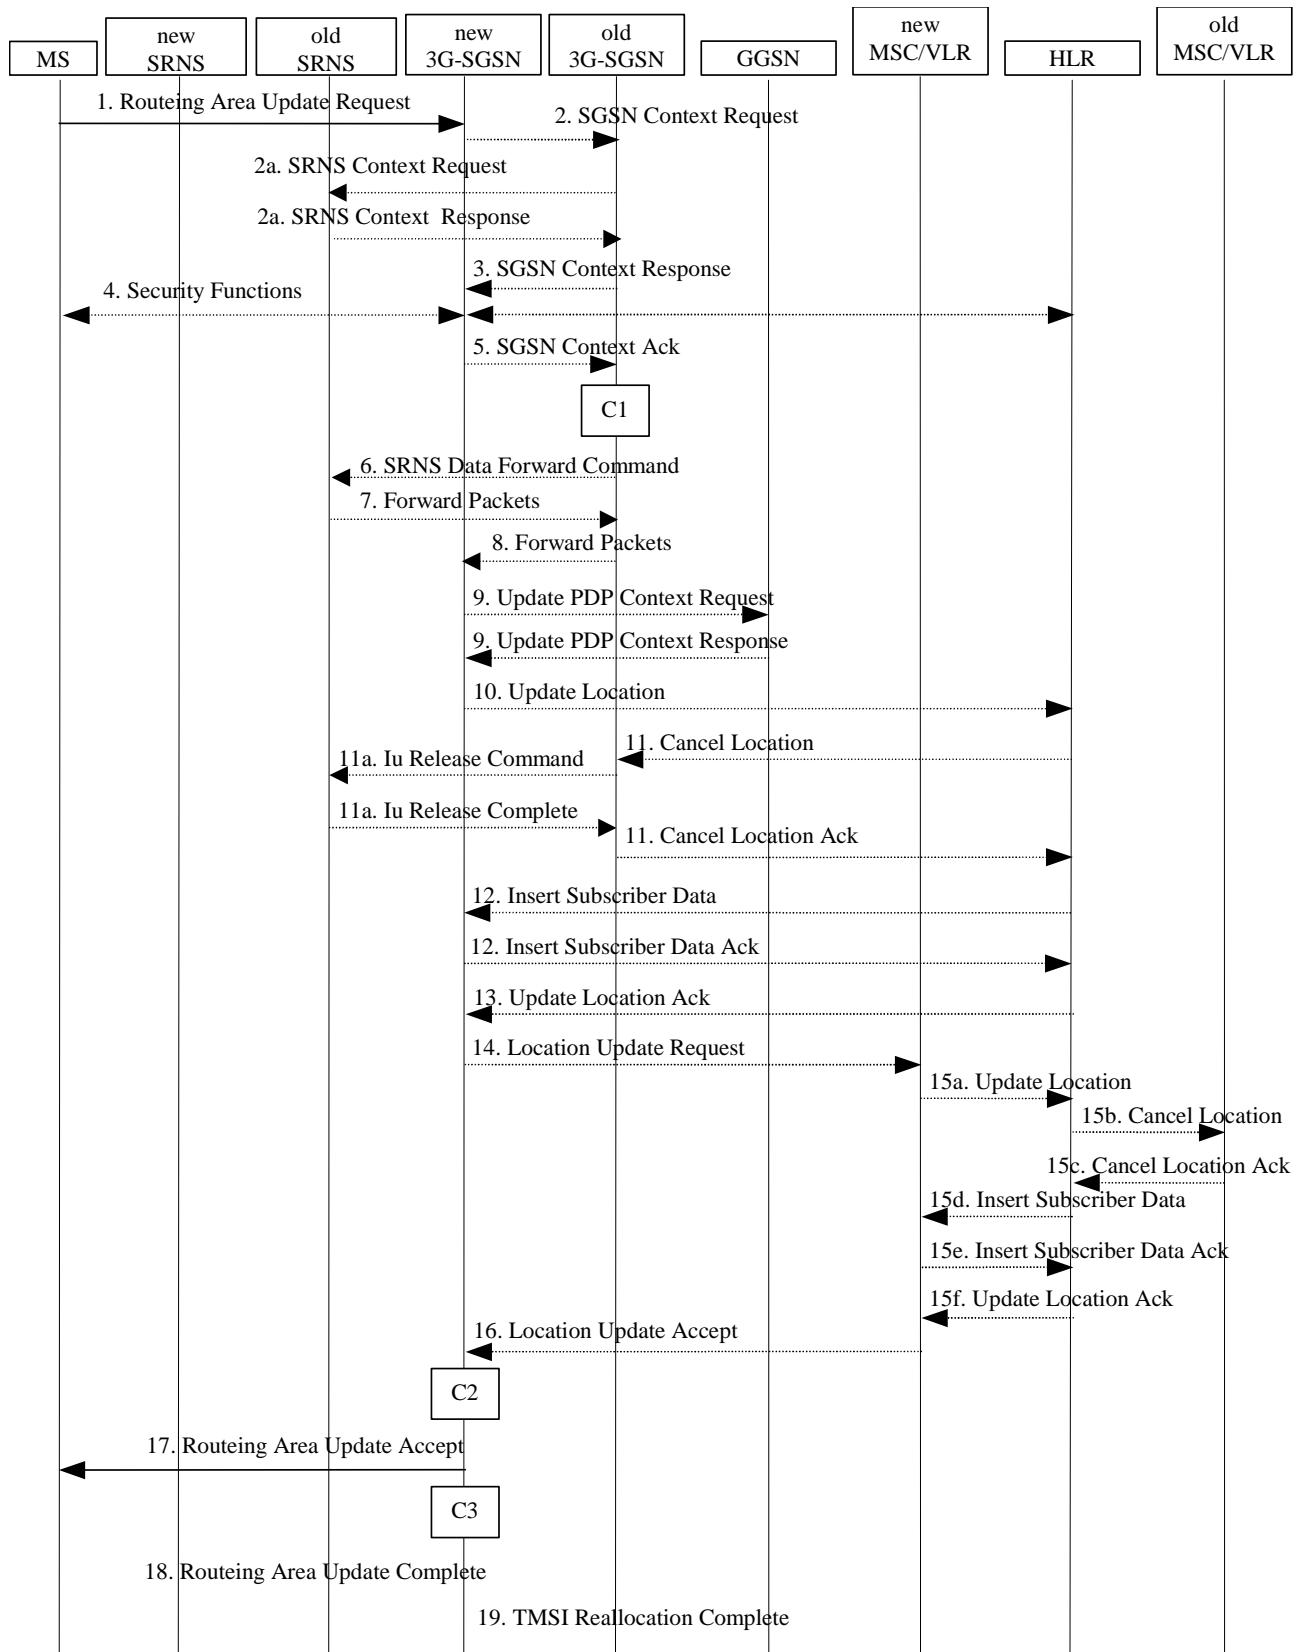 MS
new
SRNS
old
SRNS
new
3G-SGSN
old
3G-SGSN
GGSN
new
MSC/VLR
HLR
old
MSC/VLR
1. Routeing Area Update Request
2. SGSN Context Request
2a. SRNS Context Request
2a. SRNS Context Response
3. SGSN Context Response
4. Security Functions
5. SGSN Context Ack
C1
6. SRNS Data Forward Command
7. Forward Packets
8. Forward Packets
9. Update PDP Context Request
9. Update PDP Context Response
10. Update Location
11. Cancel Location
11a. Iu Release Command
11a. Iu Release Complete
11. Cancel Location Ack
12. Insert Subscriber Data
12. Insert Subscriber Data Ack
13. Update Location Ack
14. Location Update Request
15a. Update Location
15b. Cancel Location
15c. Cancel Location Ack
15d. Insert Subscriber Data
15e. Insert Subscriber Data Ack
15f. Update Location Ack
16. Location Update Accept
C2
17. Routeing Area Update Accept
C3
18. Routeing Area Update Complete
19. TMSI Reallocation Complete